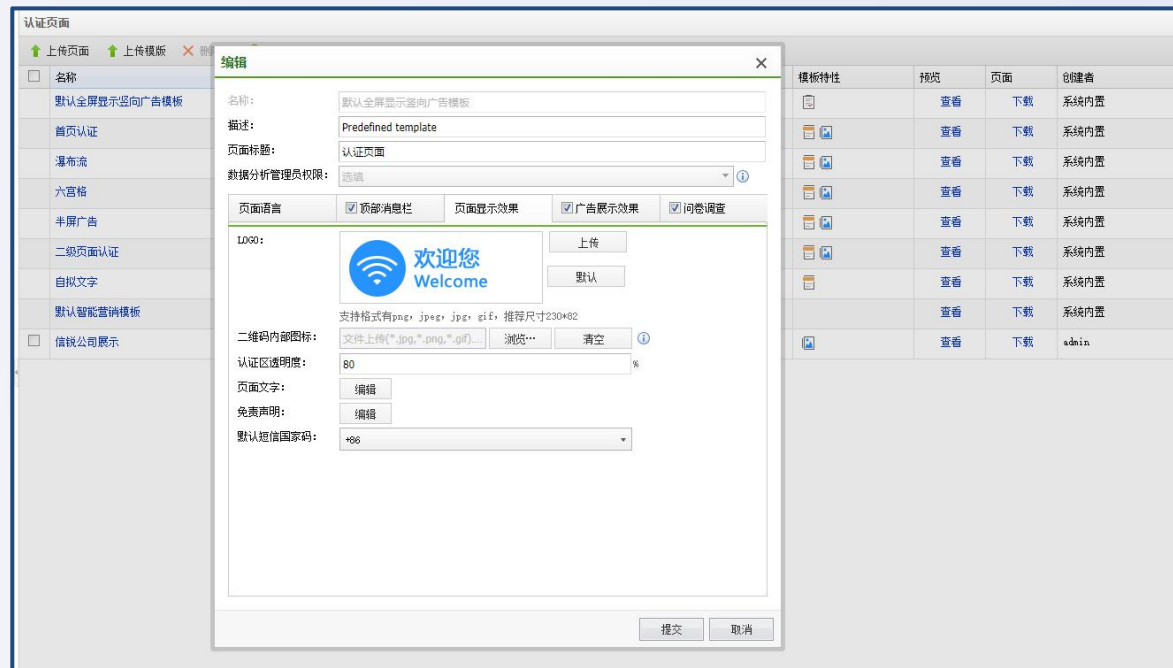 认证页面
上传页面 上传模版
编辑
名称 模板特性 预览 页面 创建者
默认全屏显示竖向广告模板 查看 下载 系统内置
首页认证 查看 下载 系统内置
瀑布流 查看 下载 系统内置
六宫格 查看 下载 系统内置
半屏广告 查看 下载 系统内置
二级页面认证 查看 下载 系统内置
自拟文字 查看 下载 系统内置
默认智能营销模板 查看 下载 系统内置
信锐公司展示 查看 下载 admin
名称: 默认全屏显示竖向广告模板
描述: Predefined template
页面标题: 认证页面
数据分析管理员权限: 选填
页面语言 顶部消息栏 页面显示效果 广告展示效果 问卷调查
LOGO: 欢迎您 上传
Welcome 默认
支持格式有png, jpeg, jpg, gif, 推荐尺寸230*82
二维码内部图标: 文件上传(*.jpg,*.png,*.gif)... 浏览… 清空
认证区透明度: 80 %
页面文字: 编辑
免责声明: 编辑
默认短信国家码: +86
提交 取消